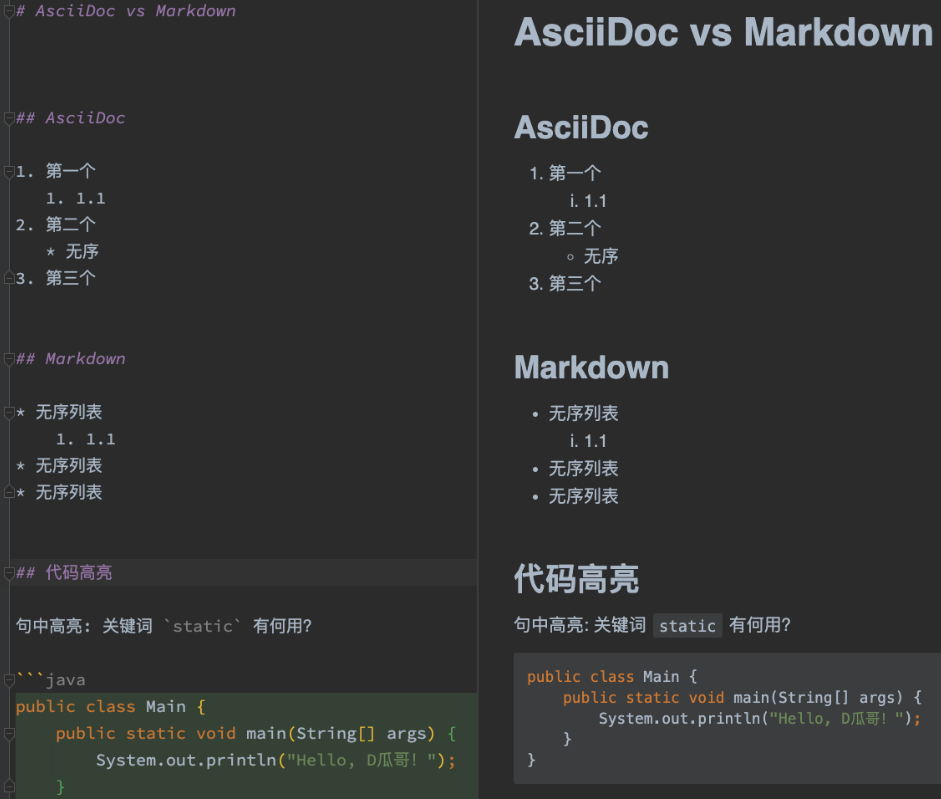 # AsciiDoc vs Markdown
## AsciiDoc
1. 第一个
1. 1.1
2. 第二个
* 无序
3. 第三个
## Markdown
* 无序列表
1. 1.1
* 无序列表
* 无序列表
## 代码高亮
句中高亮: 关键词 `static` 有何用?
```java
public class Main {
public static void main(String[] args) {
System.out.println("Hello, D瓜哥! ");
}
AsciiDoc vs Markdown
AsciiDoc
1. 第一个
i. 1.1
2. 第二个
◦ 无序
3. 第三个
Markdown
• 无序列表
i. 1.1
• 无序列表
• 无序列表
代码高亮
句中高亮: 关键词 static 有何用?
public class Main {
public static void main(String[] args) {
System.out.println("Hello, D瓜哥! ");
}
}